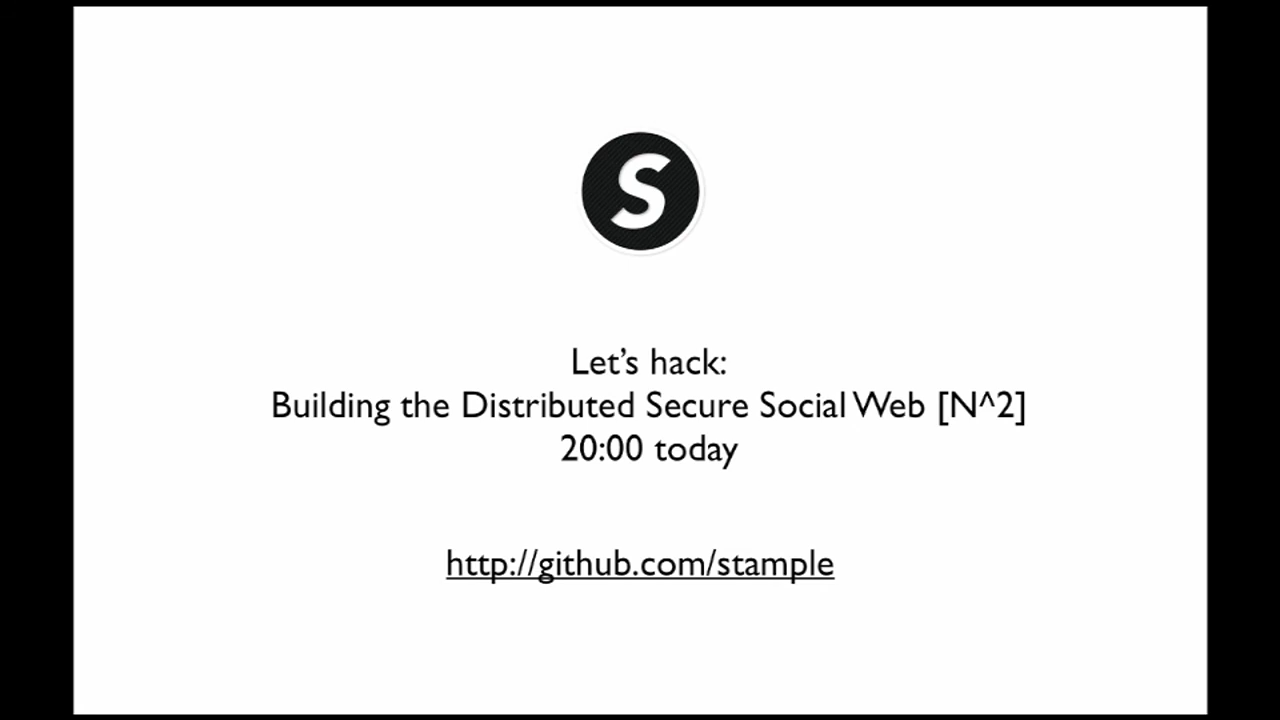 S
Let’s hack:
Building the Distributed Secure Social Web [N^2]
20:00 today
http://github.com/stample